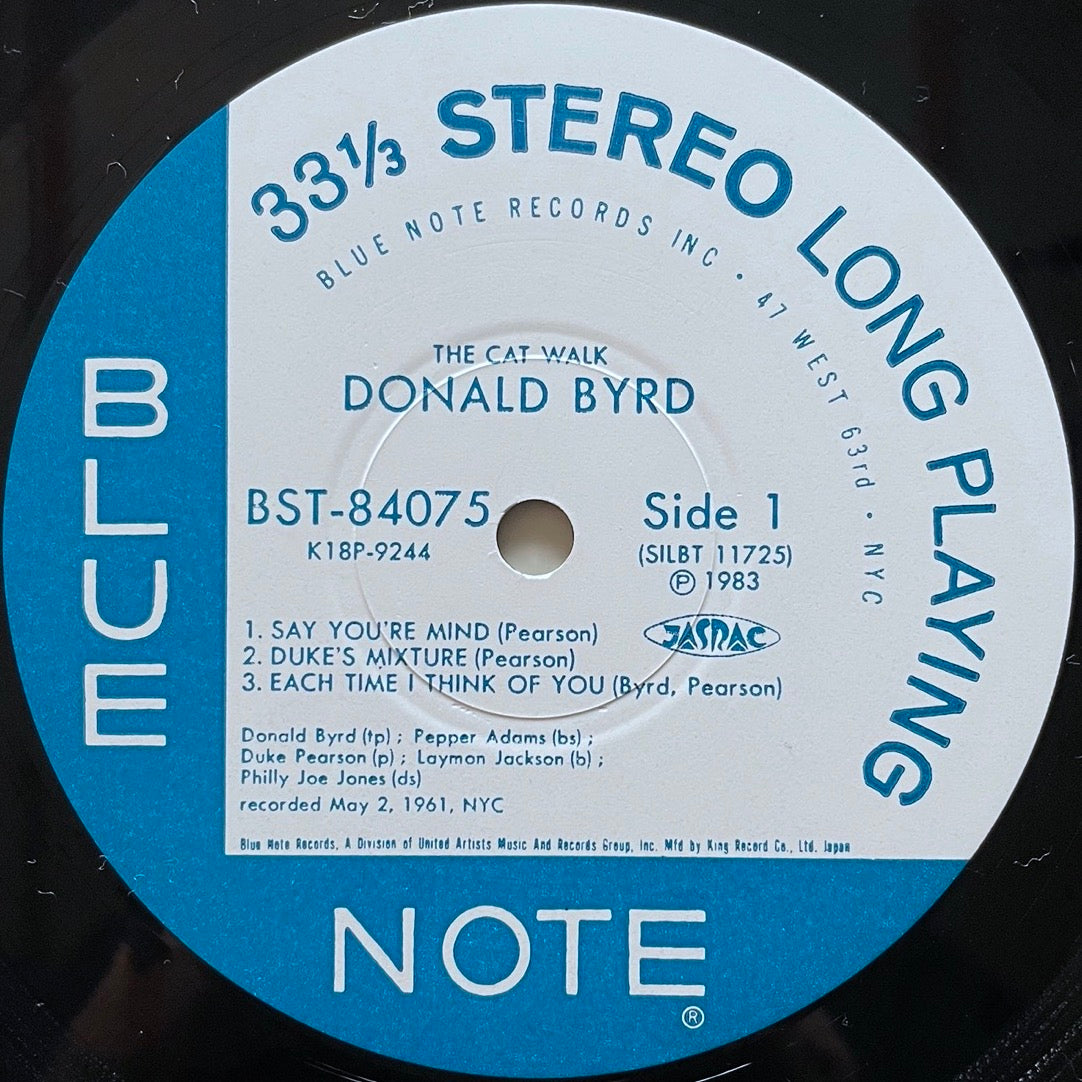 33⅓ STEREO LONG PLAYING
BLUE NOTE RECORDS INC • 47 WEST 63rd • NYC
THE CAT WALK
DONALD BYRD
BST-84075
K18P-9244
Side 1
(SILBT 11725)
Ⓟ 1983
JASRAC
1. SAY YOU'RE MIND (Pearson)
2. DUKE'S MIXTURE (Pearson)
3. EACH TIME I THINK OF YOU (Byrd, Pearson)
Donald Byrd (tp) ; Pepper Adams (bs) ;
Duke Pearson (p) ; Laymon Jackson (b) ;
Philly Joe Jones (ds)
recorded May 2, 1961, NYC
Blue Note Records, A Division of United Artists Music And Records Group, Inc. Mfd by King Record Co., Ltd. Japan
BLUE
NOTE
®